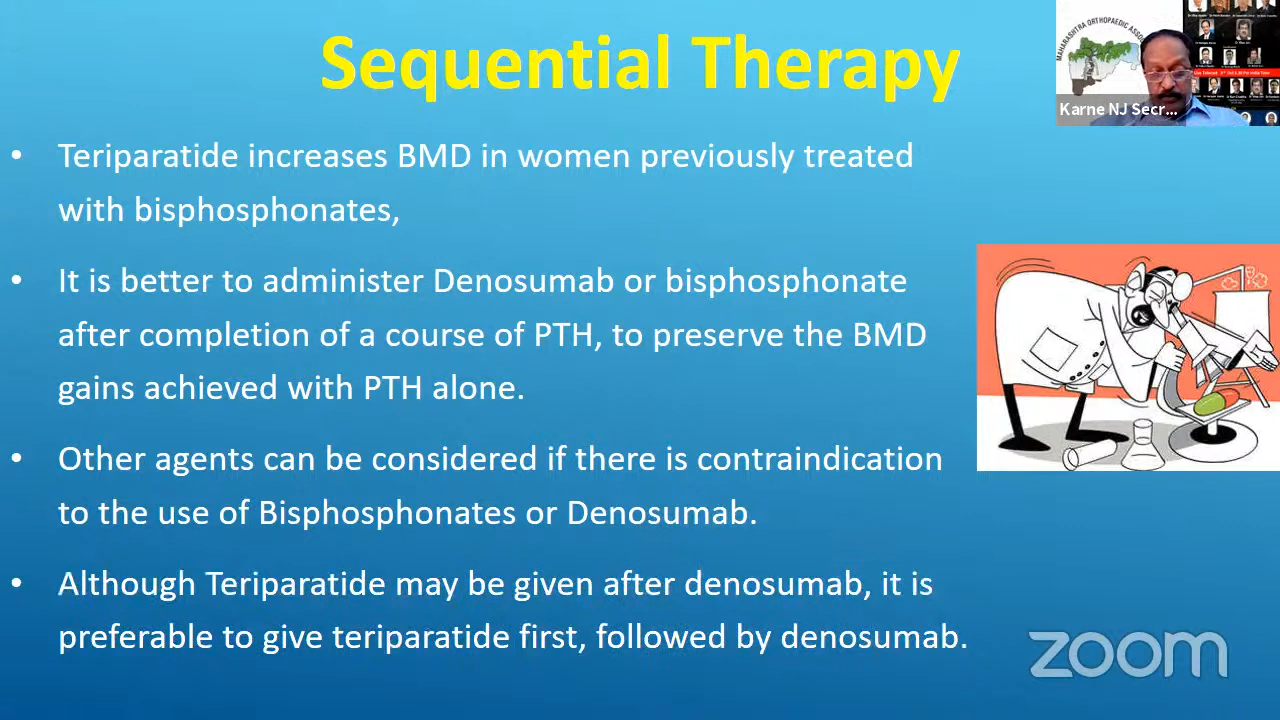 Sequential Therapy
• Teriparatide increases BMD in women previously treated
with bisphosphonates,
• It is better to administer Denosumab or bisphosphonate
after completion of a course of PTH, to preserve the BMD
gains achieved with PTH alone.
• Other agents can be considered if there is contraindication
to the use of Bisphosphonates or Denosumab.
• Although Teriparatide may be given after denosumab, it is
preferable to give teriparatide first, followed by denosumab.
MAHARASHTRA ORTHOPAEDIC
Karne NJ Secr...
zoom